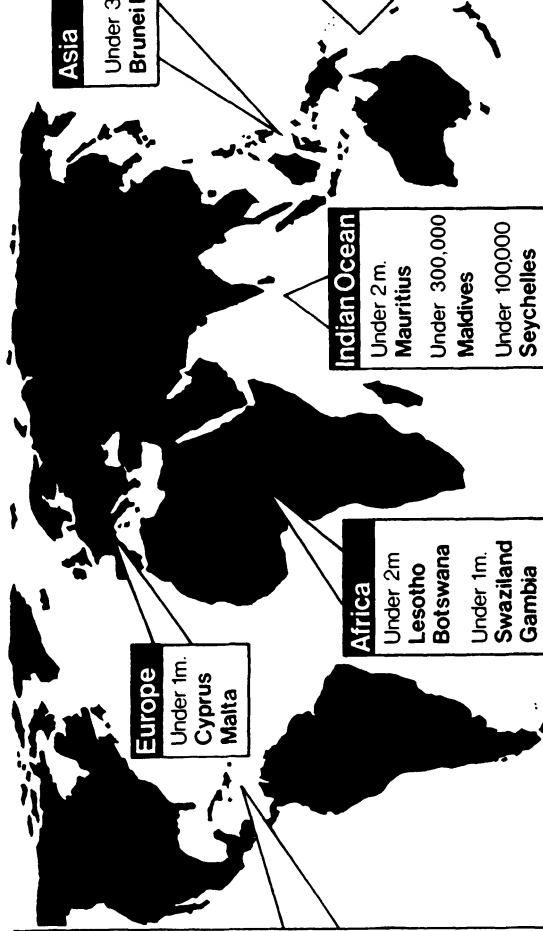 Europe
Under 1m.
Cyprus
Malta
Africa
Under 2m
Lesotho
Botswana
Under 1m.
Swaziland
Gambia
Indian Ocean
Under 2m.
Mauritius
Under 300,000
Maldives
Under 100,000
Seychelles
Asia
Under 3
Brunei